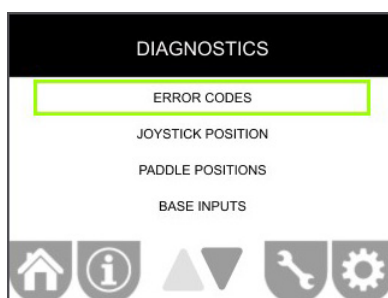 DIAGNOSTICS
ERROR CODES
JOYSTICK POSITION
PADDLE POSITIONS
BASE INPUTS